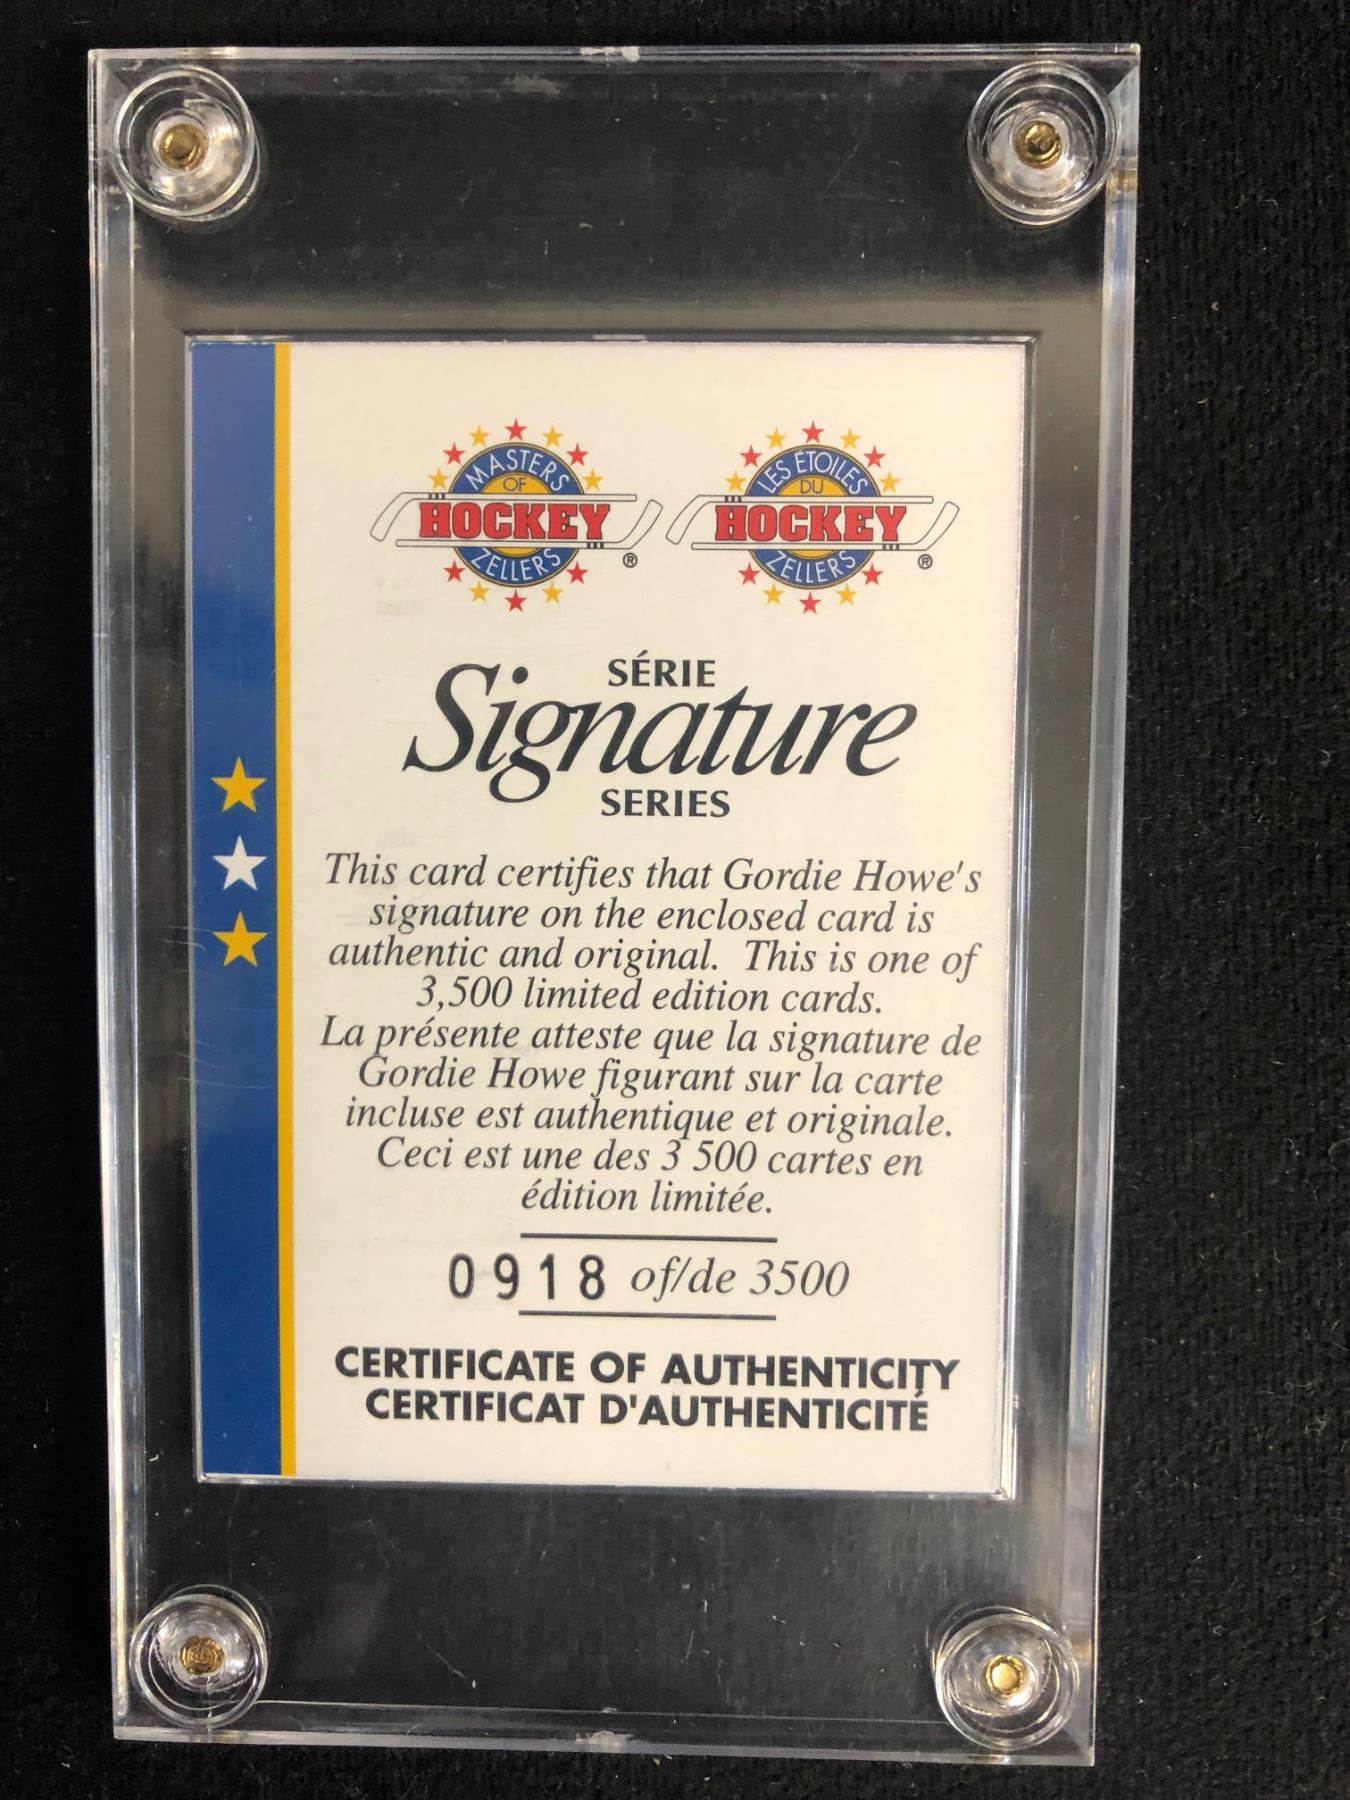 MASTERS
OF
HOCKEY
ZELLERS
®
LES ÉTOILES
DU
HOCKEY
ZELLERS
®
SÉRIE
Signature
SERIES
This card certifies that Gordie Howe's
signature on the enclosed card is
authentic and original. This is one of
3,500 limited edition cards.
La présente atteste que la signature de
Gordie Howe figurant sur la carte
incluse est authentique et originale.
Ceci est une des 3 500 cartes en
édition limitée.
0918 of/de 3500
CERTIFICATE OF AUTHENTICITY
CERTIFICAT D'AUTHENTICITÉ